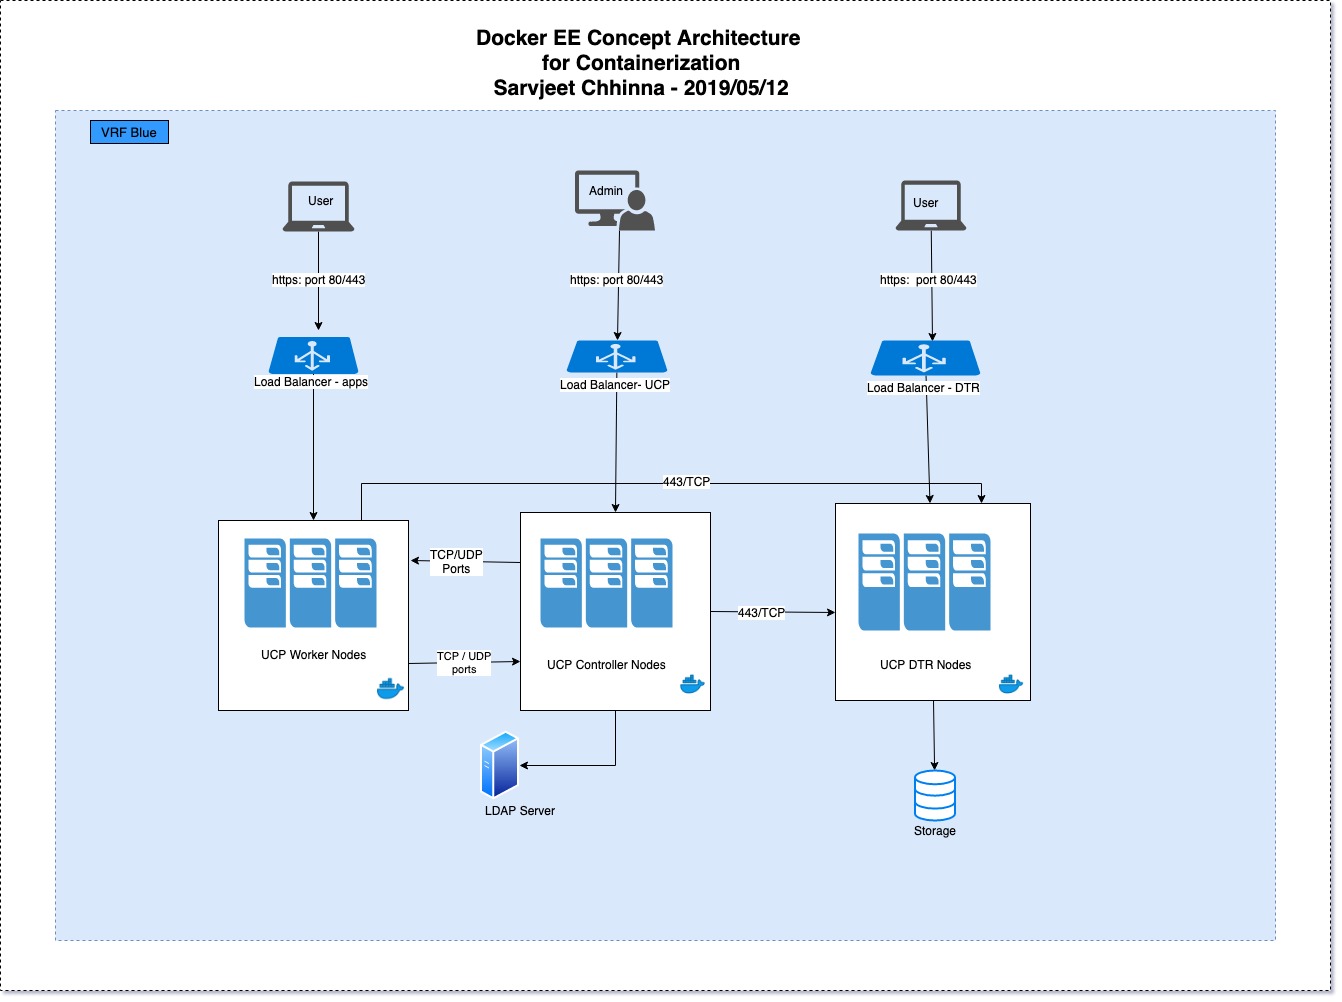 Docker EE Concept Architecture
for Containerization
Sarvjeet Chhinna - 2019/05/12
VRF Blue
User
Admin
User
https: port 80/443
https: port 80/443
https:  port 80/443
Load Balancer - apps
Load Balancer- UCP
Load Balancer - DTR
443/TCP
TCP/UDP
Ports
443/TCP
UCP Worker Nodes
TCP / UDP
ports
UCP Controller Nodes
UCP DTR Nodes
LDAP Server
Storage